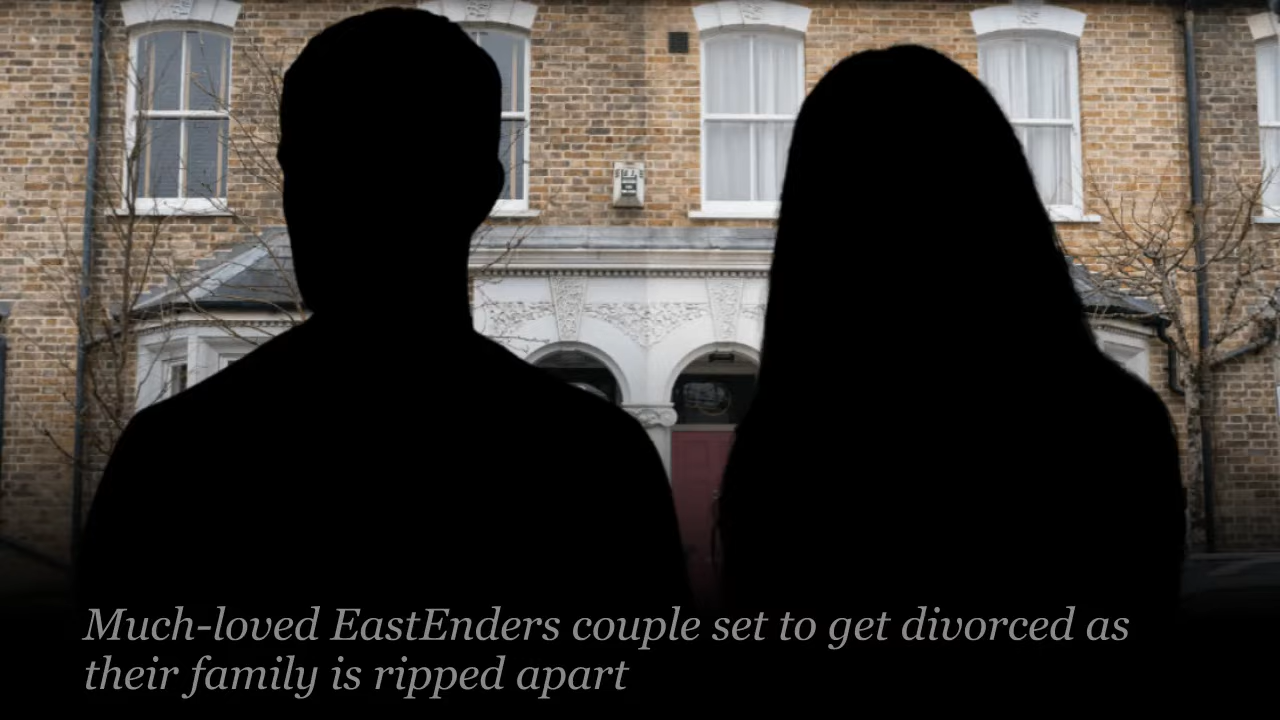 Much-loved EastEnders couple set to get divorced as
their family is ripped apart